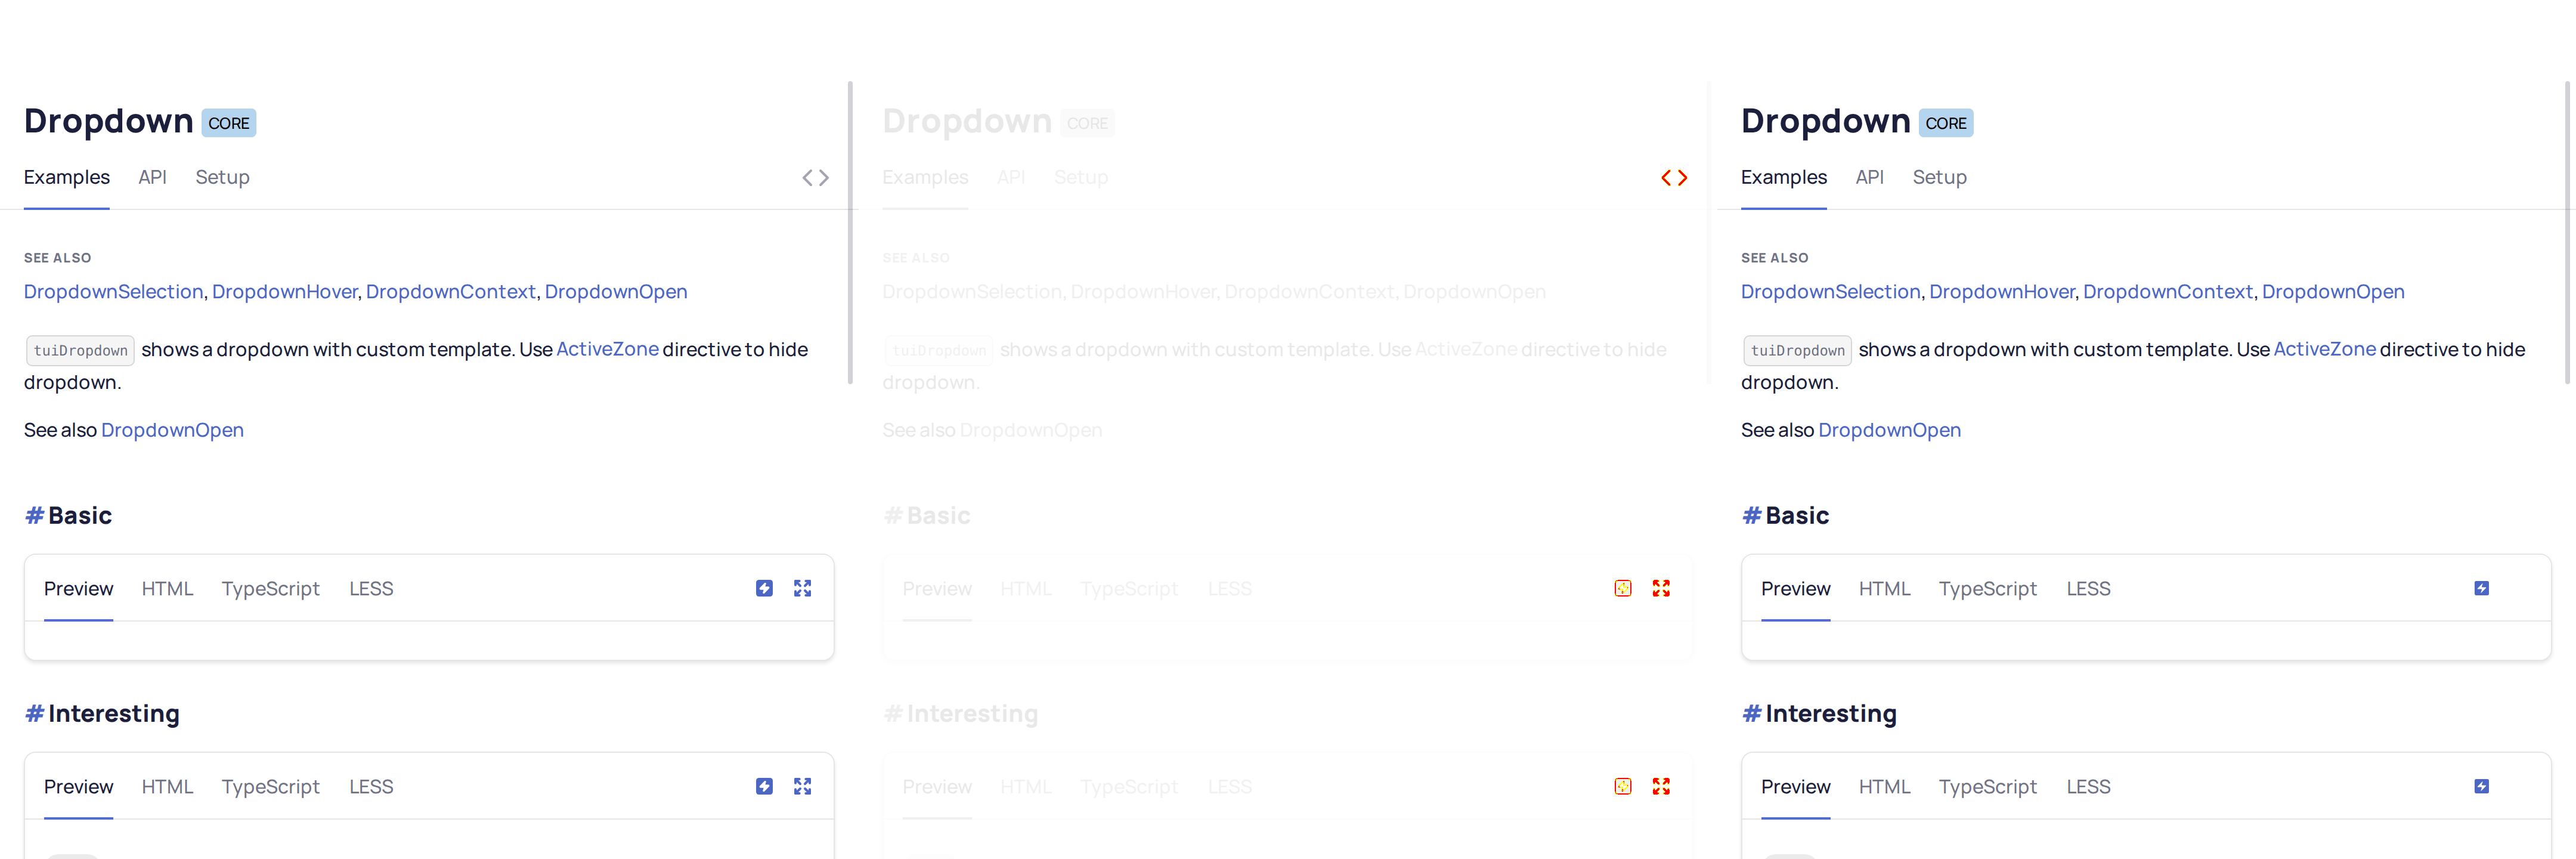 Dropdown CORE
Examples API Setup
SEE ALSO
DropdownSelection, DropdownHover, DropdownContext, DropdownOpen
tuiDropdown shows a dropdown with custom template. Use ActiveZone directive to hide
dropdown.
See also DropdownOpen
# Basic
Preview HTML TypeScript LESS
# Interesting
Preview HTML TypeScript LESS
Dropdown CORE
Examples API Setup
SEE ALSO
DropdownSelection, DropdownHover, DropdownContext, DropdownOpen
tuiDropdown shows a dropdown with custom template. Use ActiveZone directive to hide
dropdown.
See also DropdownOpen
# Basic
Preview HTML TypeScript LESS
# Interesting
Preview HTML TypeScript LESS
Dropdown CORE
Examples API Setup
SEE ALSO
DropdownSelection, DropdownHover, DropdownContext, DropdownOpen
tuiDropdown shows a dropdown with custom template. Use ActiveZone directive to hide
dropdown.
See also DropdownOpen
# Basic
Preview HTML TypeScript LESS
# Interesting
Preview HTML TypeScript LESS